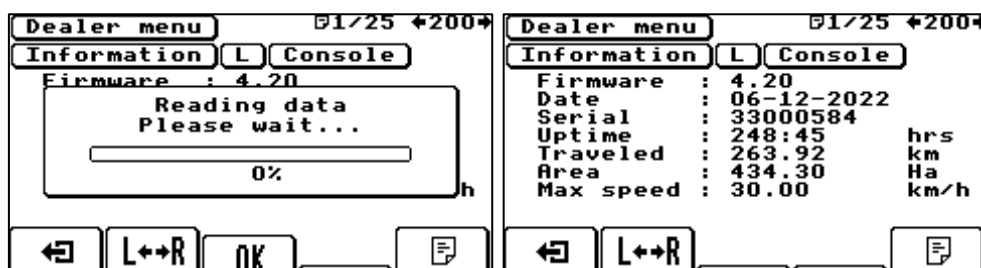 Dealer menu 1/25 200
Information L Console
Firmware : 4.20
Reading data
Please wait...
0%
h
L↔R OK
Dealer menu 1/25 200
Information L Console
Firmware : 4.20
Date : 06-12-2022
Serial : 33000584
Uptime : 248:45 hrs
Traveled : 263.92 km
Area : 434.30 Ha
Max speed : 30.00 km/h
L↔R